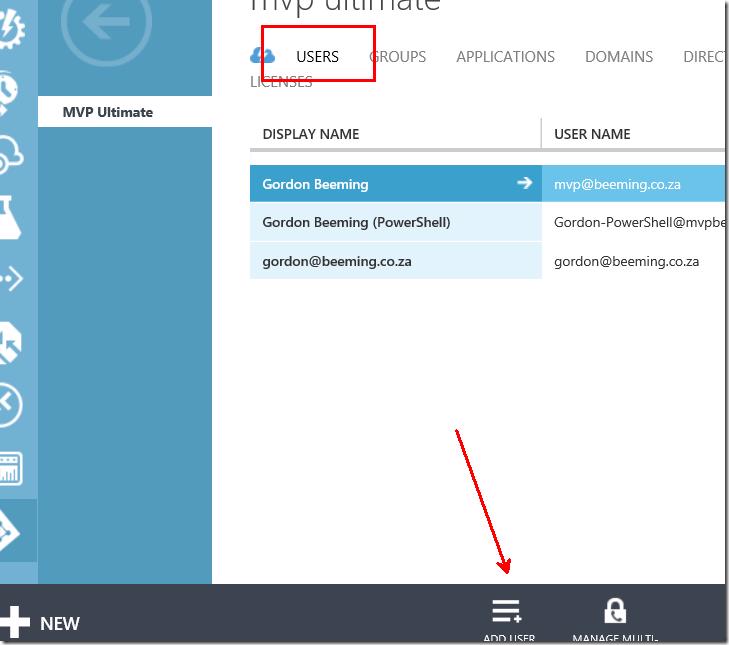 mvp ultimate
USERS GROUPS APPLICATIONS DOMAINS DIREC
LICENSES
MVP Ultimate
DISPLAY NAME USER NAME
Gordon Beeming mvp@beeming.co.za
Gordon Beeming (PowerShell) Gordon-PowerShell@mvpbe
gordon@beeming.co.za gordon@beeming.co.za
NEW ADD USER MANAGE MULTI-